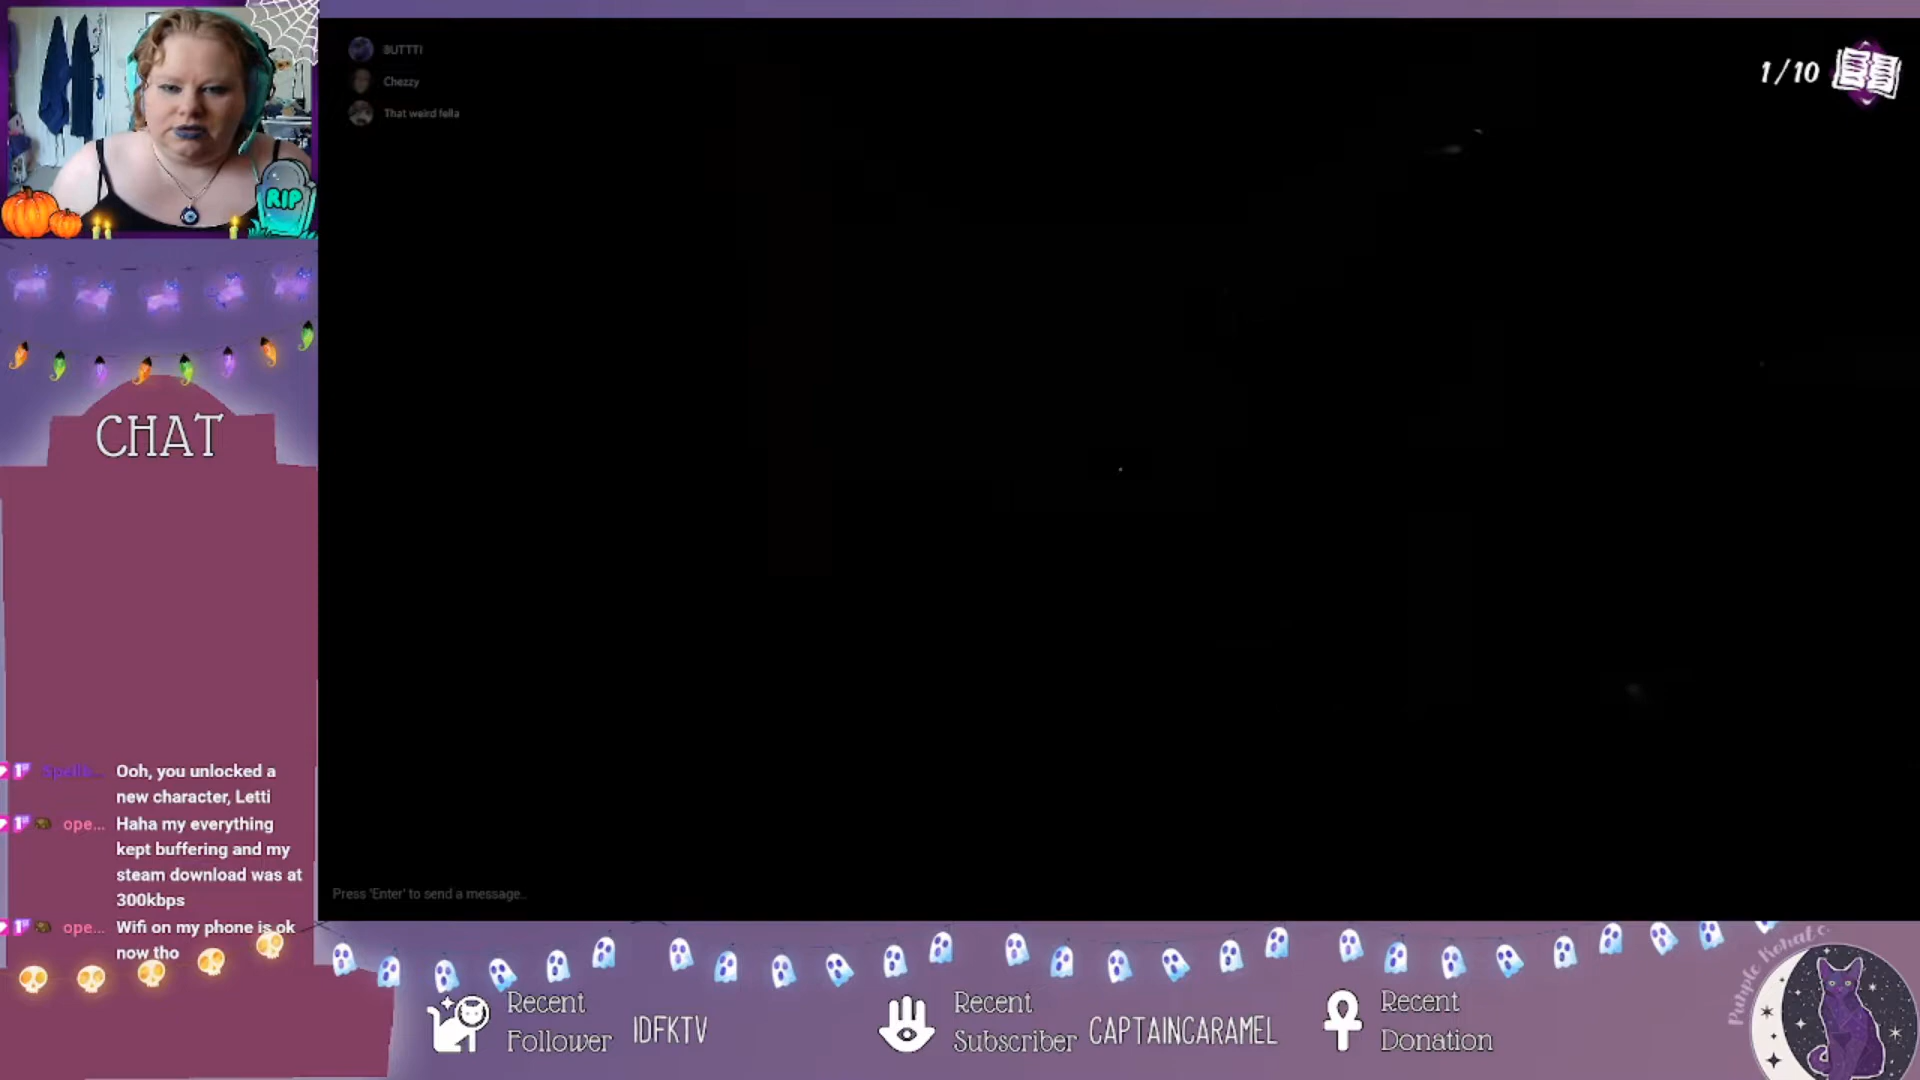 BUTTTI
Chezzy
That weird fella
1/10
RIP
CHAT
Ooh, you unlocked a
new character, Letti
ope... Haha my everything
kept buffering and my
steam download was at
300kbps
ope... Wifi on my phone is ok
now tho
Press 'Enter' to send a message..
Recent
Follower IDFKTV
Recent
Subscriber CAPTAINCARAMEL
Recent
Donation